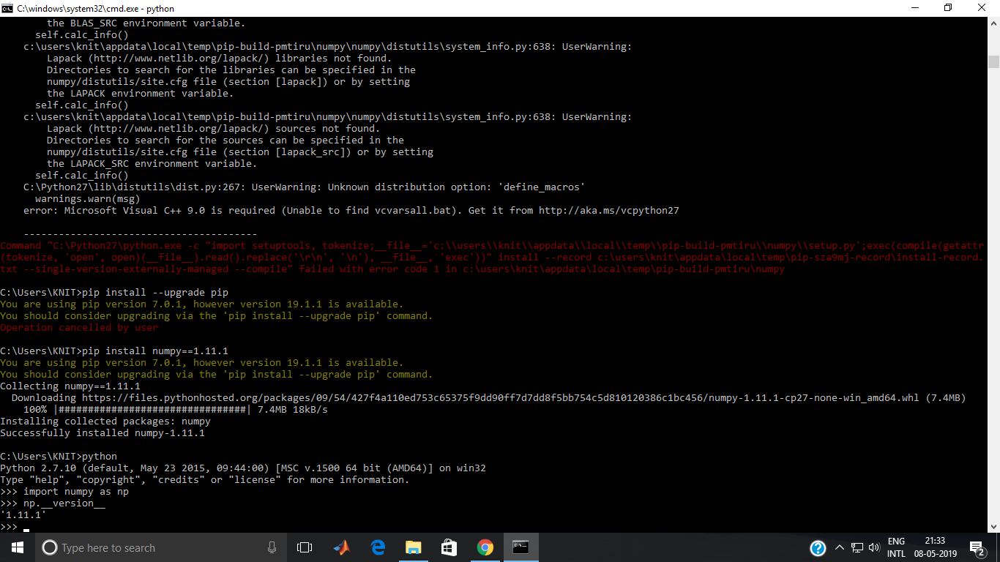 C:\windows\system32\cmd.exe - python
the BLAS_SRC environment variable.
self.calc_info()
c:\users\knit\appdata\local\temp\pip-build-pmtiru\numpy\numpy\distutils\system_info.py:638: UserWarning:
Lapack (http://www.netlib.org/lapack/) libraries not found.
Directories to search for the libraries can be specified in the
numpy/distutils/site.cfg file (section [lapack]) or by setting
the LAPACK environment variable.
self.calc_info()
c:\users\knit\appdata\local\temp\pip-build-pmtiru\numpy\numpy\distutils\system_info.py:638: UserWarning:
Lapack (http://www.netlib.org/lapack/) sources not found.
Directories to search for the sources can be specified in the
numpy/distutils/site.cfg file (section [lapack_src]) or by setting
the LAPACK_SRC environment variable.
self.calc_info()
C:\Python27\lib\distutils\dist.py:267: UserWarning: Unknown distribution option: 'define_macros'
warnings.warn(msg)
error: Microsoft Visual C++ 9.0 is required (Unable to find vcvarsall.bat). Get it from http://aka.ms/vcpython27
----------------------------------------
Command "C:\Python27\python.exe -c "import setuptools, tokenize;__file__='c:\\users\\knit\\appdata\\local\\temp\\pip-build-pmtiru\\numpy\\setup.py';exec(compile(getattr
(tokenize, 'open', open)(__file__).read().replace('\r\n', '\n'), __file__, 'exec'))" install --record c:\users\knit\appdata\local\temp\pip-sza9mj-record\install-record.
txt --single-version-externally-managed --compile" failed with error code 1 in c:\users\knit\appdata\local\temp\pip-build-pmtiru\numpy
C:\Users\KNIT>pip install --upgrade pip
You are using pip version 7.0.1, however version 19.1.1 is available.
You should consider upgrading via the 'pip install --upgrade pip' command.
Operation cancelled by user
C:\Users\KNIT>pip install numpy==1.11.1
You are using pip version 7.0.1, however version 19.1.1 is available.
You should consider upgrading via the 'pip install --upgrade pip' command.
Collecting numpy==1.11.1
Downloading https://files.pythonhosted.org/packages/09/54/427f4a110ed753c65375f9dd90ff7d7dd8f5bb754c5d810120386c1bc456/numpy-1.11.1-cp27-none-win_amd64.whl (7.4MB)
100% |################################| 7.4MB 18kB/s
Installing collected packages: numpy
Successfully installed numpy-1.11.1
C:\Users\KNIT>python
Python 2.7.10 (default, May 23 2015, 09:44:00) [MSC v.1500 64 bit (AMD64)] on win32
Type "help", "copyright", "credits" or "license" for more information.
>>> import numpy as np
>>> np.__version__
'1.11.1'
>>>
Type here to search
ENG
INTL
21:33
08-05-2019
2